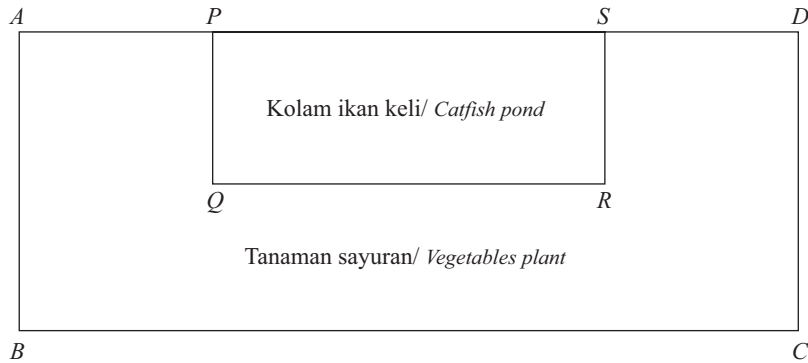 A P S D
Kolam ikan keli/ Catfish pond
Q R
Tanaman sayuran/ Vegetables plant
B C